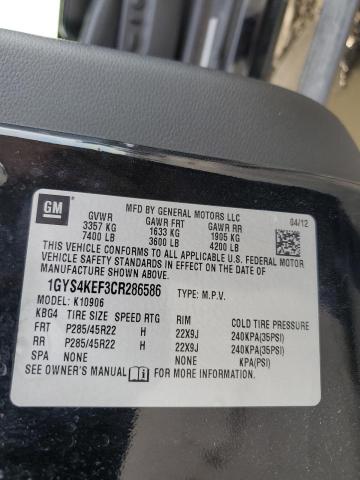 GM
MFD BY GENERAL MOTORS LLC
04/12
GVWR GAWR FRT GAWR RR
3357 KG 1633 KG 1905 KG
7400 LB 3600 LB 4200 LB
THIS VEHICLE CONFORMS TO ALL APPLICABLE U.S. FEDERAL MOTOR
VEHICLE SAFETY STANDARDS IN EFFECT ON THE DATE
OF MANUFACTURE SHOWN ABOVE.
1GYS4KEF3CR286586 TYPE: M.P.V.
MODEL: K10906
KBG4 TIRE SIZE SPEED RTG RIM COLD TIRE PRESSURE
FRT P285/45R22 H 22X9J 240KPA(35PSI)
RR P285/45R22 H 22X9J 240KPA(35PSI)
SPA NONE NONE KPA(PSI)
SEE OWNER'S MANUAL FOR MORE INFORMATION.